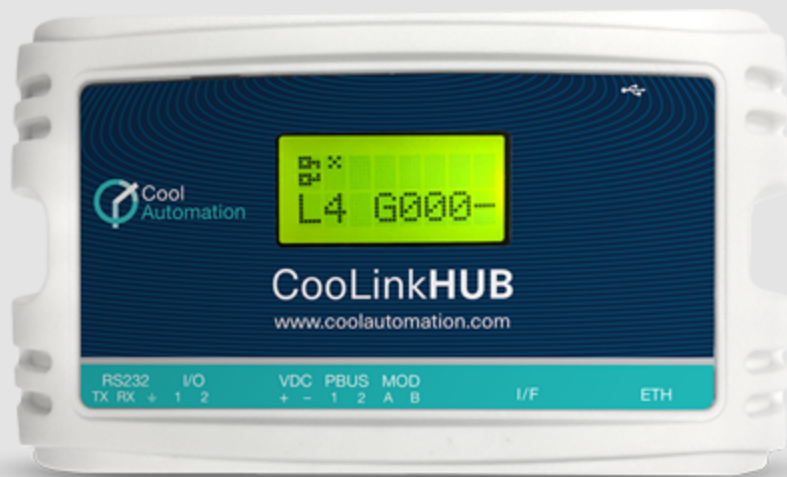 Cool
Automation
L4 G000-
CooLinkHUB
www.coolautomation.com
RS232 I/O VDC PBUS MOD I/F ETH
TX RX ⏚ 1 2 + - 1 2 A B